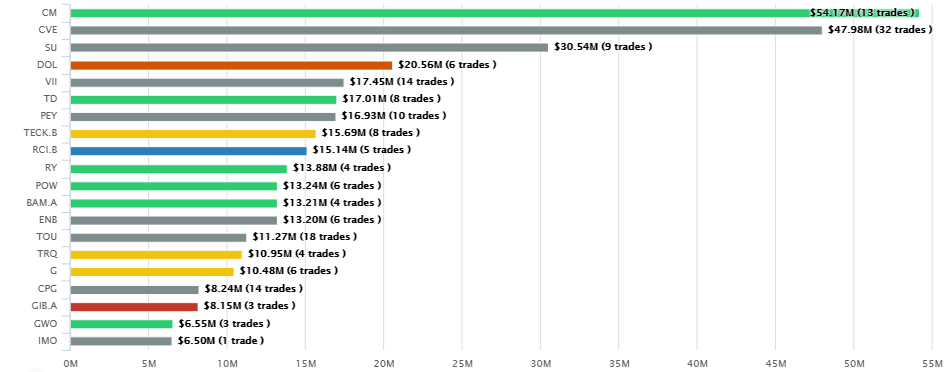 CM $54.17M (13 trades )
CVE $47.98M (32 trades )
SU $30.54M (9 trades )
DOL $20.56M (6 trades )
VII $17.45M (14 trades )
TD $17.01M (8 trades )
PEY $16.93M (10 trades )
TECK.B $15.69M (8 trades )
RCI.B $15.14M (5 trades )
RY $13.88M (4 trades )
POW $13.24M (6 trades )
BAM.A $13.21M (4 trades )
ENB $13.20M (6 trades )
TOU $11.27M (18 trades )
TRQ $10.95M (4 trades )
G $10.48M (6 trades )
CPG $8.24M (14 trades )
GIB.A $8.15M (3 trades )
GWO $6.55M (3 trades )
IMO $6.50M (1 trade )
0M 5M 10M 15M 20M 25M 30M 35M 40M 45M 50M 55M